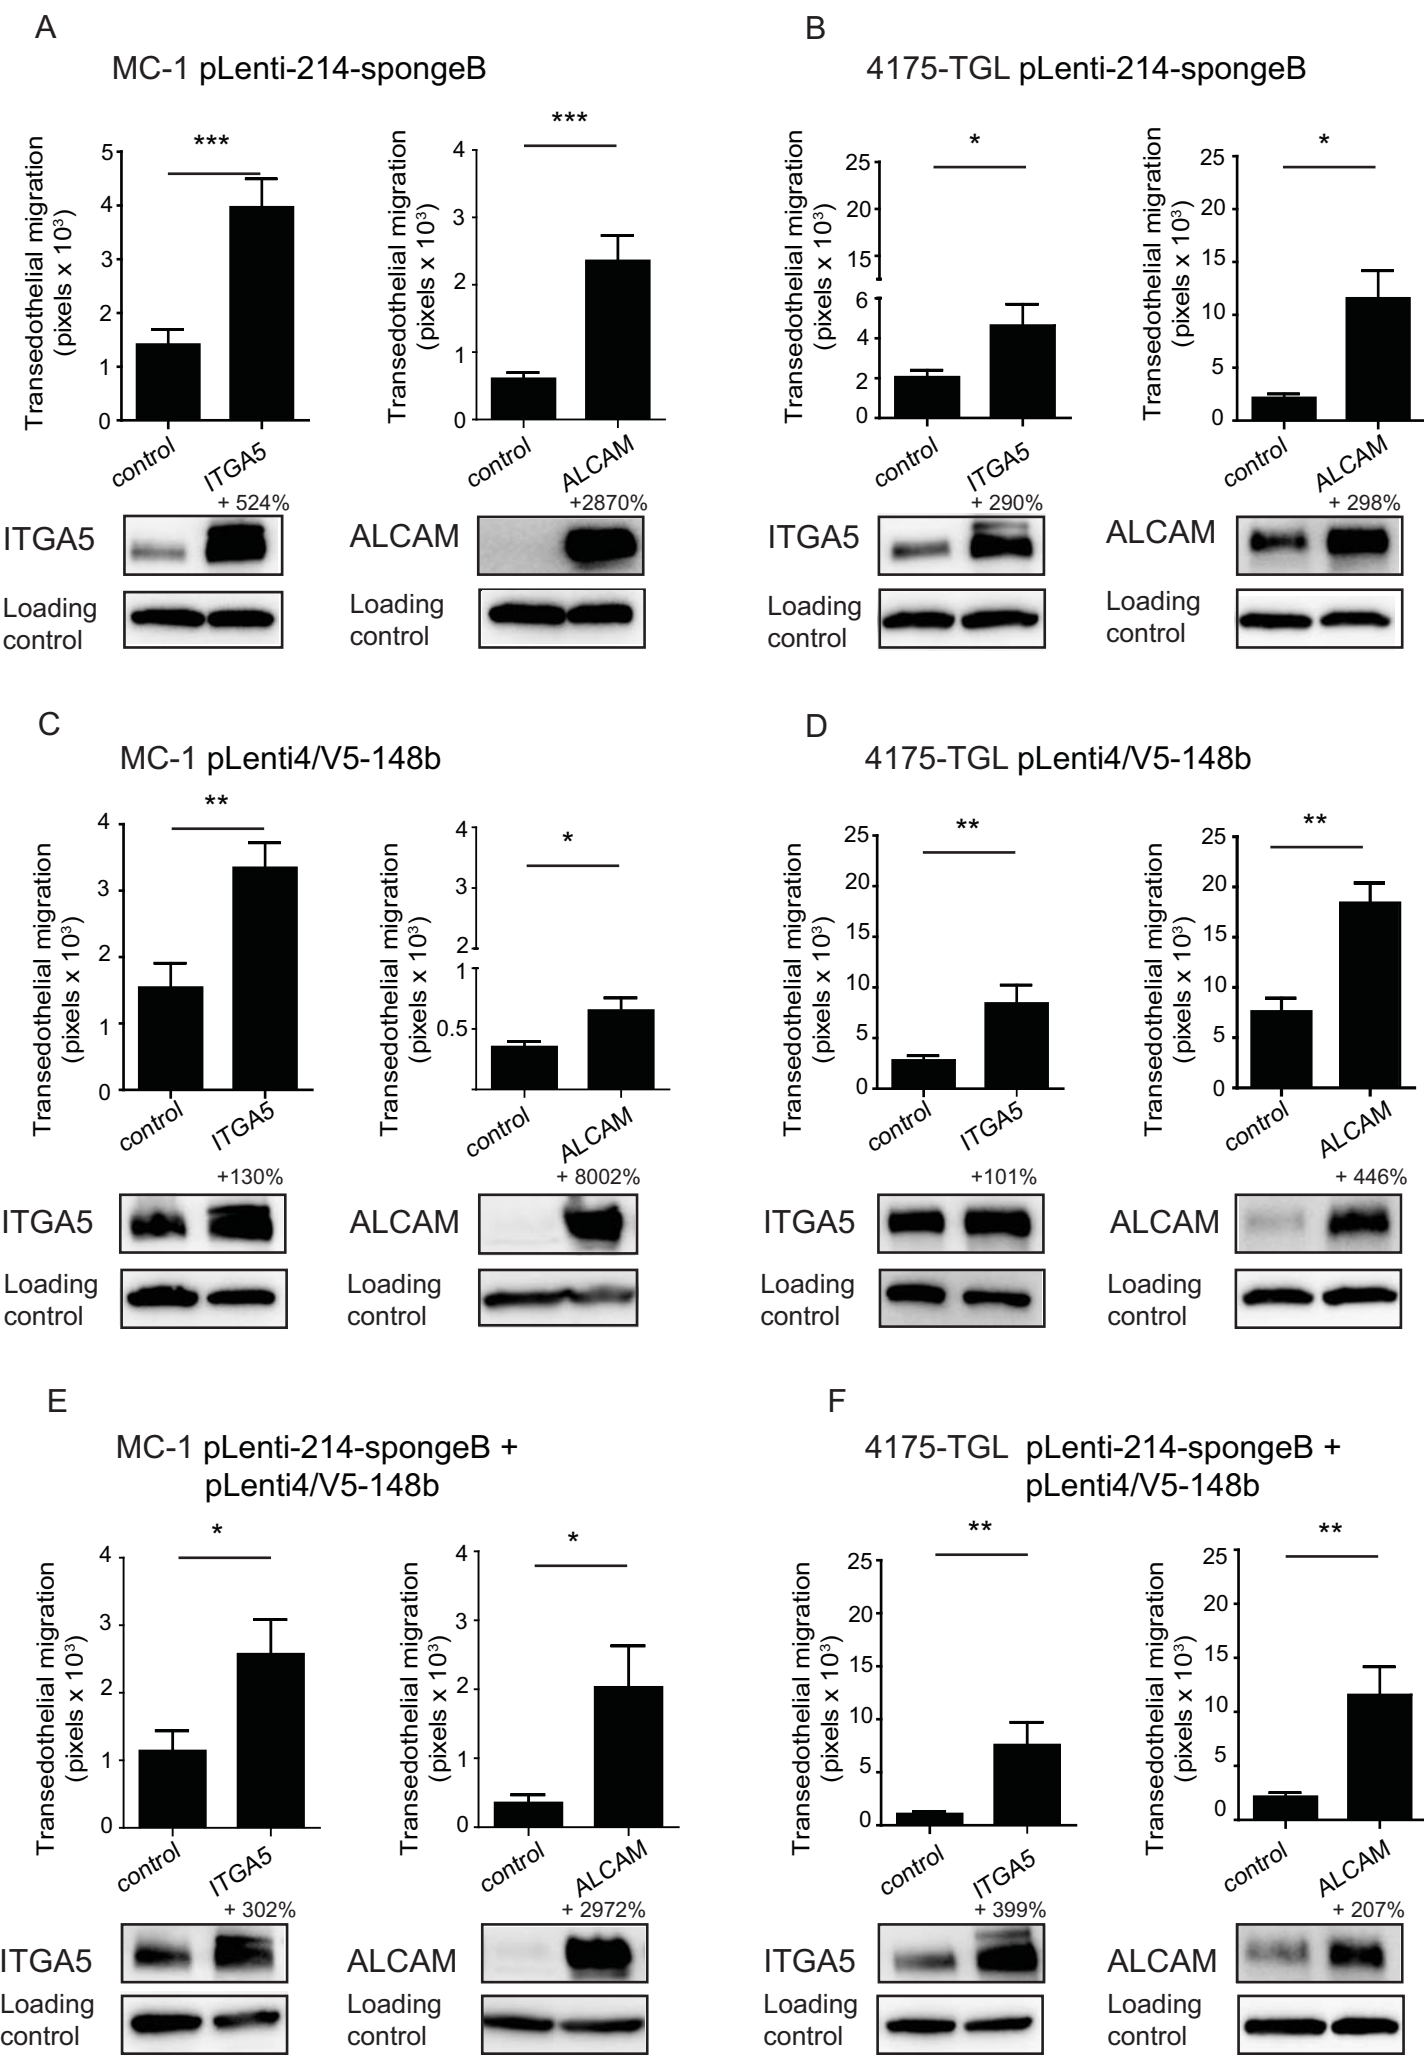 A
MC-1 pLenti-214-spongeB
Transedothelial migration
(pixels x 10³)
5
4
3
2
1
0
***
control
ITGA5
Transedothelial migration
(pixels x 10³)
4
3
2
1
0
***
control
ALCAM
+ 524%
ITGA5
Loading
control
+2870%
ALCAM
Loading
control
B
4175-TGL pLenti-214-spongeB
Transedothelial migration
(pixels x 10³)
25
20
15
6
4
2
0
*
control
ITGA5
Transedothelial migration
(pixels x 10³)
25
20
15
10
5
0
*
control
ALCAM
+ 290%
ITGA5
Loading
control
+ 298%
ALCAM
Loading
control
C
MC-1 pLenti4/V5-148b
Transedothelial migration
(pixels x 10³)
4
3
2
1
0
**
control
ITGA5
Transedothelial migration
(pixels x 10³)
4
3
2
1
0.5
*
control
ALCAM
+130%
ITGA5
Loading
control
+ 8002%
ALCAM
Loading
control
D
4175-TGL pLenti4/V5-148b
Transedothelial migration
(pixels x 10³)
25
20
15
10
5
0
**
control
ITGA5
Transedothelial migration
(pixels x 10³)
25
20
15
10
5
0
**
control
ALCAM
+101%
ITGA5
Loading
control
+ 446%
ALCAM
Loading
control
E
MC-1 pLenti-214-spongeB +
pLenti4/V5-148b
Transedothelial migration
(pixels x 10³)
4
3
2
1
0
*
control
ITGA5
Transedothelial migration
(pixels x 10³)
4
3
2
1
0
*
control
ALCAM
+ 302%
ITGA5
Loading
control
+ 2972%
ALCAM
Loading
control
F
4175-TGL pLenti-214-spongeB +
pLenti4/V5-148b
Transedothelial migration
(pixels x 10³)
25
20
15
10
5
0
**
control
ITGA5
Transedothelial migration
(pixels x 10³)
25
20
15
10
5
0
**
control
ALCAM
+ 399%
ITGA5
Loading
control
+ 207%
ALCAM
Loading
control